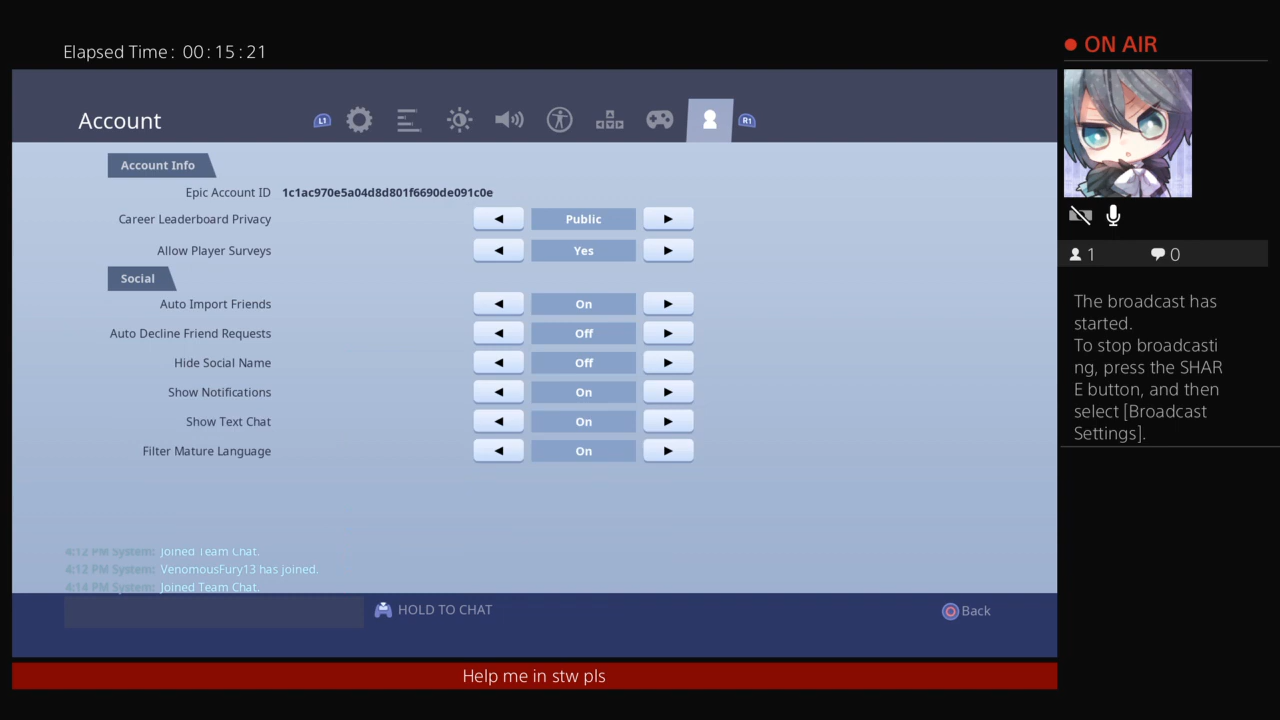 Elapsed Time: 00:15:21
ON AIR
Account
L1
R1
Account Info
Epic Account ID 1c1ac970e5a04d8d801f6690de091c0e
Career Leaderboard Privacy Public
Allow Player Surveys Yes
Social
Auto Import Friends On
Auto Decline Friend Requests Off
Hide Social Name Off
Show Notifications On
Show Text Chat On
Filter Mature Language On
4:12 PM System: Joined Team Chat.
4:12 PM System: VenomousFury13 has joined.
4:14 PM System: Joined Team Chat.
HOLD TO CHAT
Back
Help me in stw pls
1 0
The broadcast has
started.
To stop broadcasti
ng, press the SHAR
E button, and then
select [Broadcast
Settings].